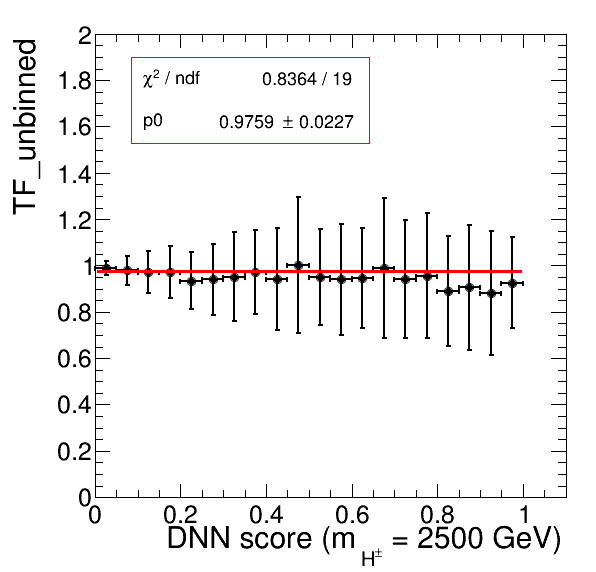 TF_unbinned
2
1.8
1.6
1.4
1.2
1
0.8
0.6
0.4
0.2
0
χ² / ndf 0.8364 / 19
p0 0.9759 ± 0.0227
0 0.2 0.4 0.6 0.8 1
DNN score (m_H± = 2500 GeV)